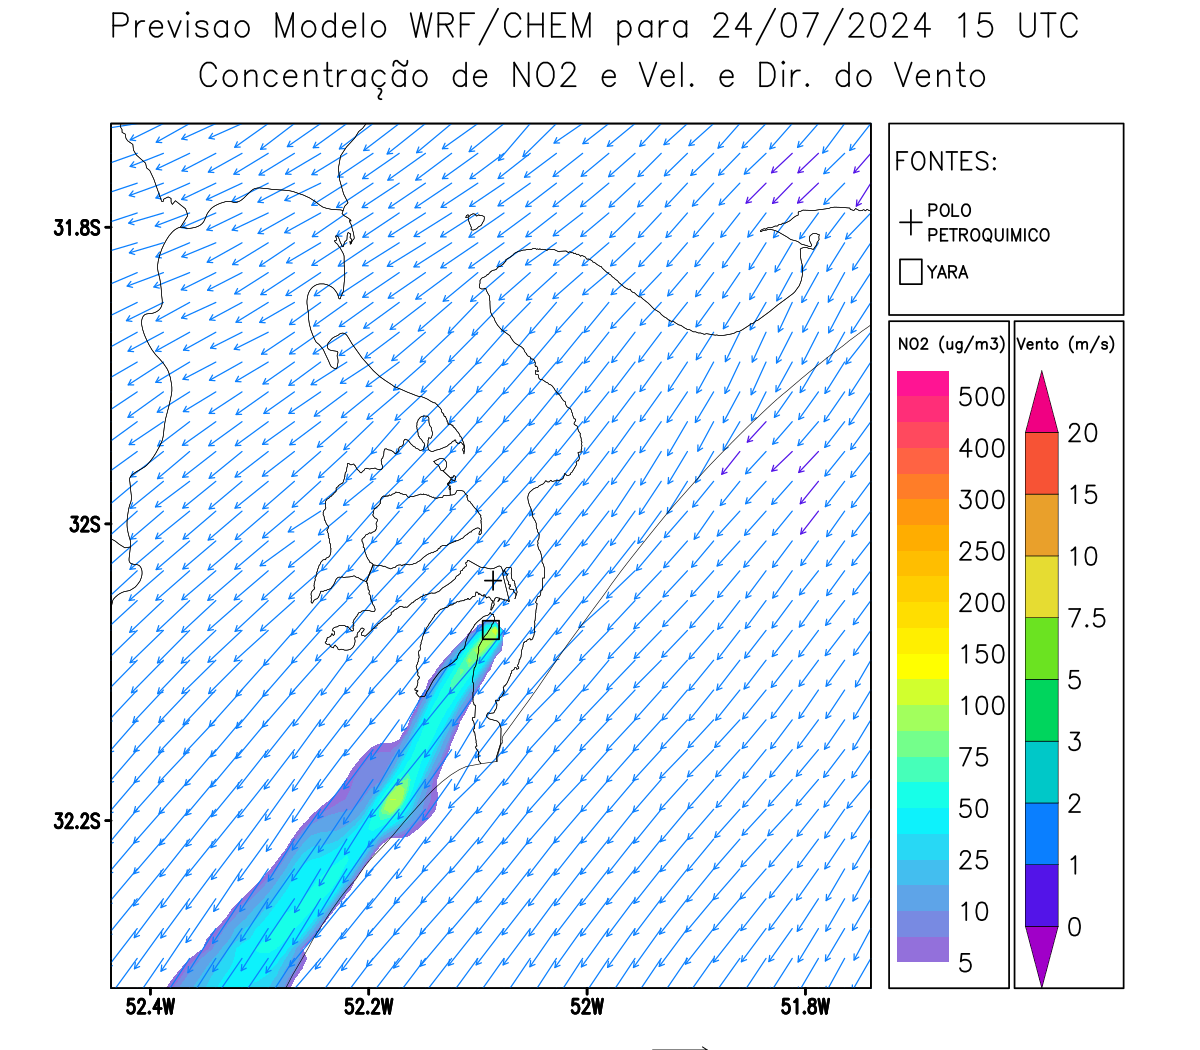 Previsao Modelo WRF/CHEM para 24/07/2024 15 UTC
Concentração de NO2 e Vel. e Dir. do Vento
FONTES:
POLO
PETROQUIMICO
YARA
31.8S
32S
32.2S
52.4W
52.2W
52W
51.8W
NO2 (ug/m3)
500
400
300
250
200
150
100
75
50
25
10
5
Vento (m/s)
20
15
10
7.5
5
3
2
1
0